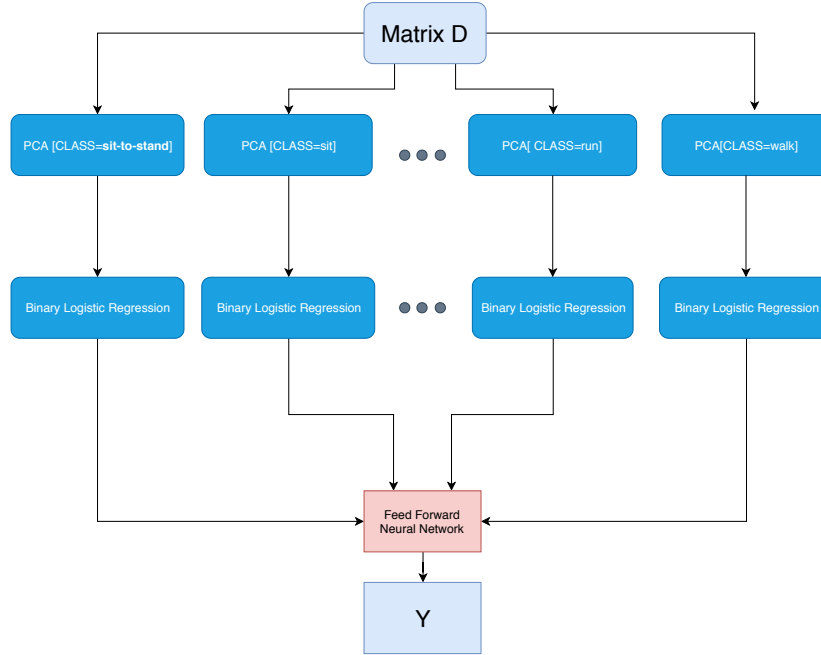 Matrix D
PCA [CLASS=sit-to-stand]
PCA [CLASS=sit]
PCA[ CLASS=run]
PCA[CLASS=walk]
Binary Logistic Regression
Binary Logistic Regression
Binary Logistic Regression
Binary Logistic Regression
Feed Forward
Neural Network
Y